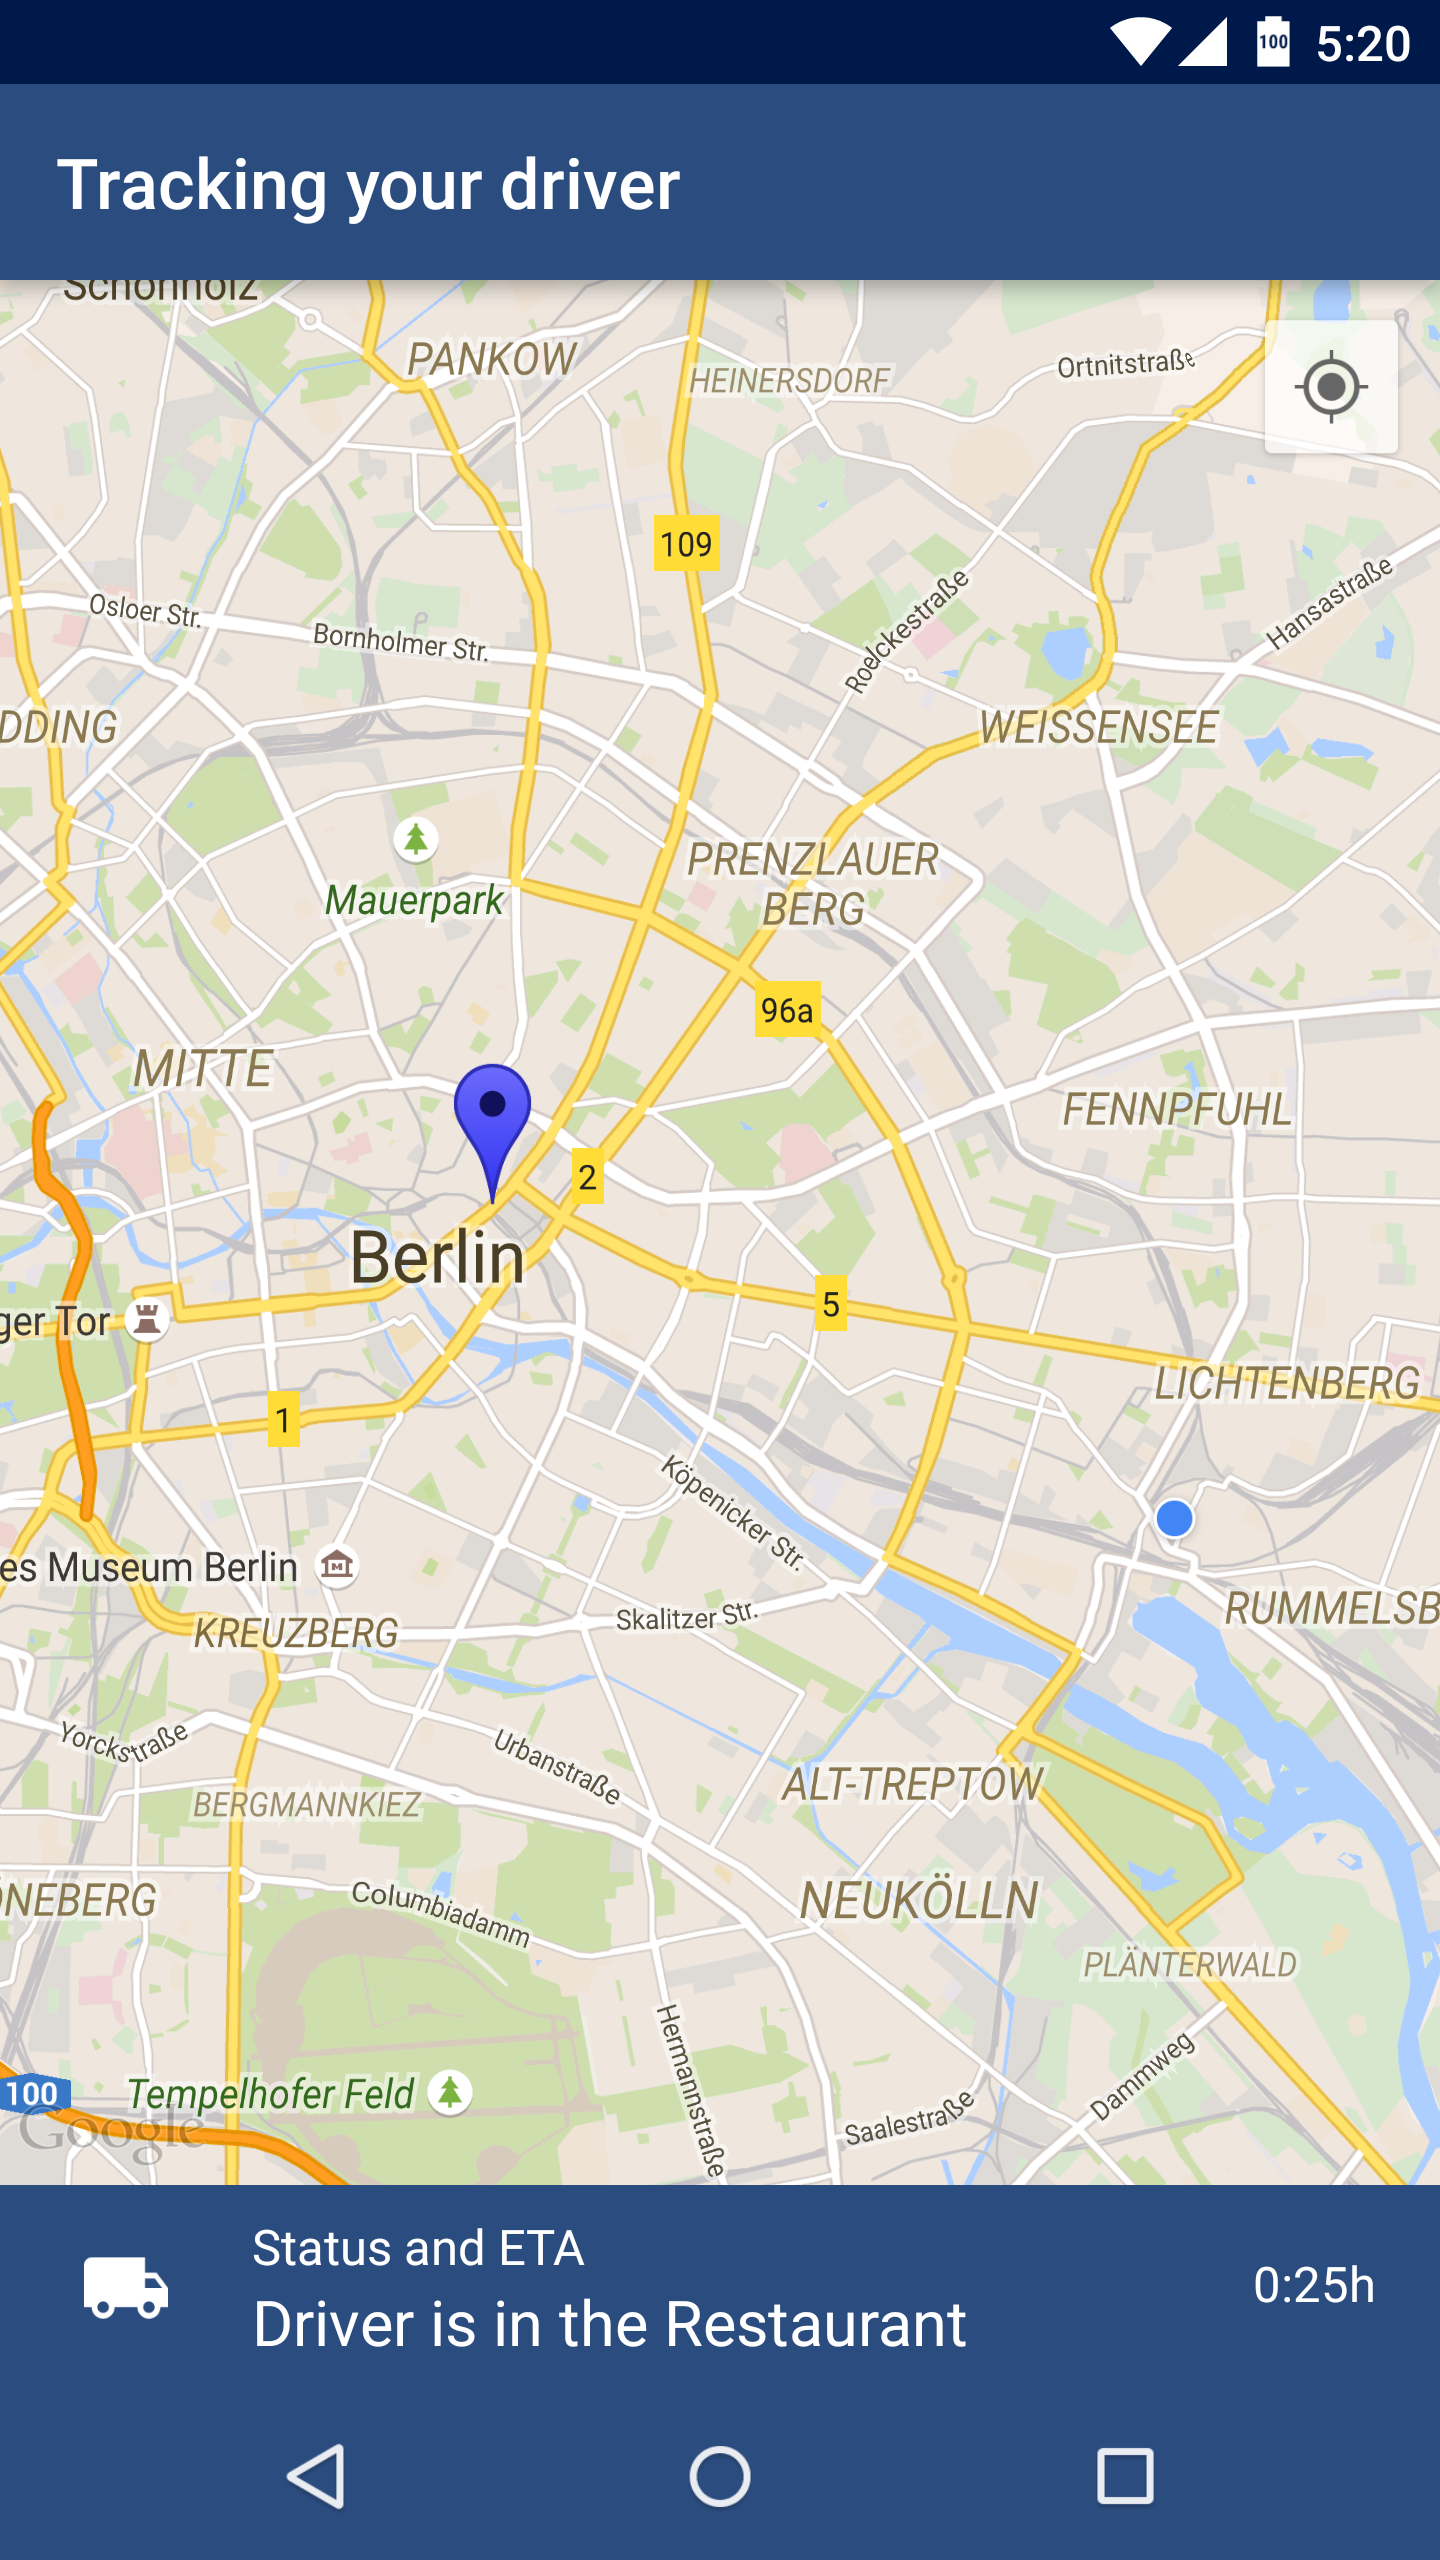 100
5:20
Tracking your driver
Schönholz
PANKOW
HEINERSDORF
Ortnitstraße
109
Osloer Str.
Bornholmer Str.
Roelckestraße
Hansastraße
DDING
WEISSENSEE
PRENZLAUER
BERG
Mauerpark
96a
MITTE
FENNPFUHL
2
Berlin
5
ger Tor
LICHTENBERG
1
Köpenicker Str.
es Museum Berlin
RUMMELSB
KREUZBERG
Skalitzer Str.
Yorckstraße
Urbanstraße
ALT-TREPTOW
BERGMANNKIEZ
ÖNEBERG
Columbiadamm
NEUKÖLLN
PLÄNTERWALD
Hermannstraße
Dammweg
100
Tempelhofer Feld
Saalestraße
Google
Status and ETA
Driver is in the Restaurant
0:25h